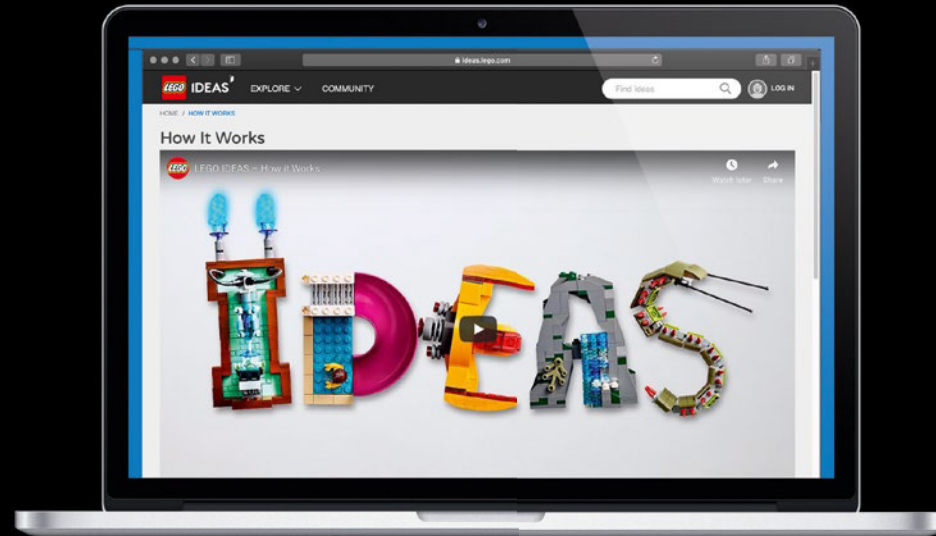 ideas.lego.com
LEGO IDEAS EXPLORE COMMUNITY Find Ideas LOG IN
HOME / HOW IT WORKS
How It Works
LEGO LEGO IDEAS – How it Works
Watch later Share
IDEAS